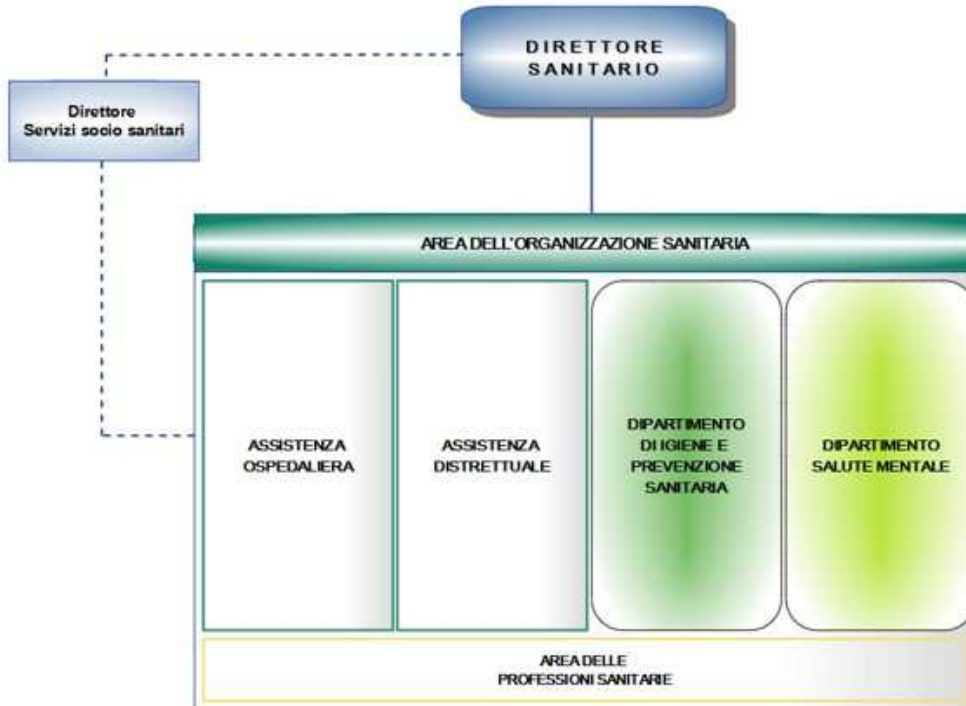 DIRETTORE
SANITARIO
Direttore
Servizi socio sanitari
AREA DELL'ORGANIZZAZIONE SANITARIA
ASSISTENZA
OSPEDALIERA
ASSISTENZA
DISTRETTUALE
DIPARTIMENTO
DI IGIENE E
PREVENZIONE
SANITARIA
DIPARTIMENTO
SALUTE MENTALE
AREA DELLE
PROFESSIONI SANITARIE